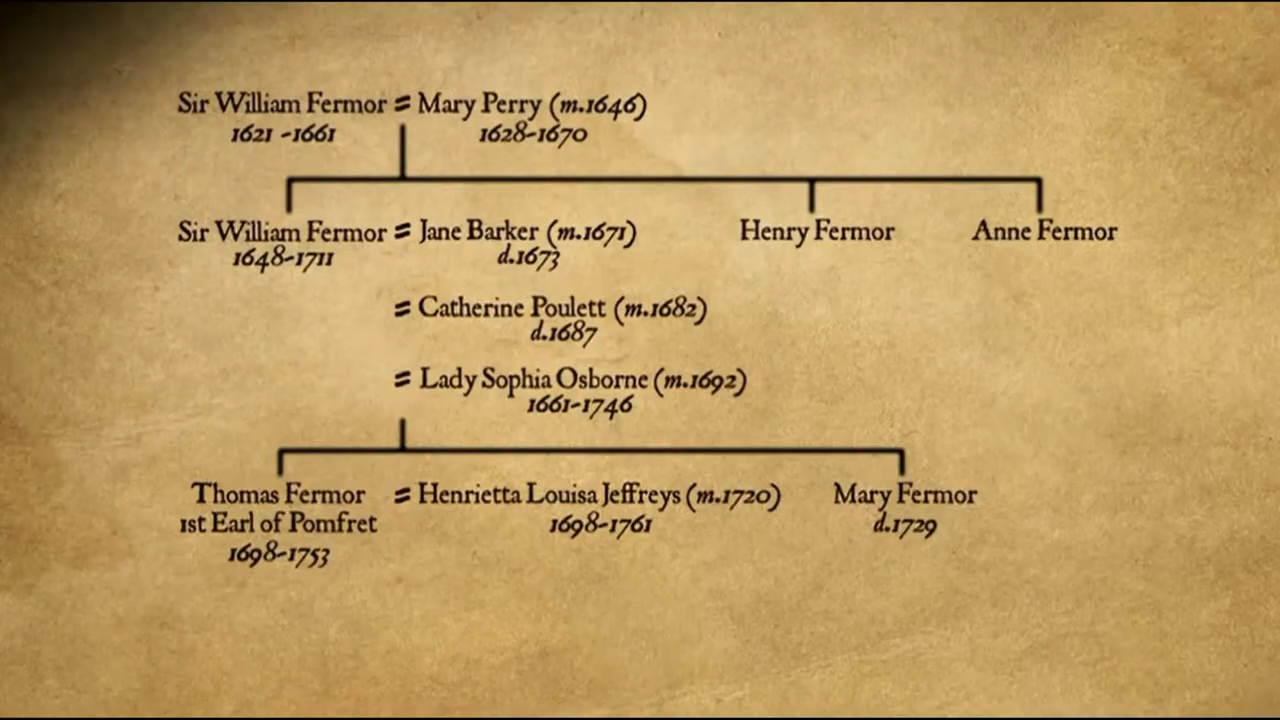 Sir William Fermor = Mary Perry (m.1646)
1621 -1661 1628-1670
Sir William Fermor = Jane Barker (m.1671) Henry Fermor Anne Fermor
1648-1711 d.1673
= Catherine Poulett (m.1682)
d.1687
= Lady Sophia Osborne (m.1692)
1661-1746
Thomas Fermor = Henrietta Louisa Jeffreys (m.1720) Mary Fermor
1st Earl of Pomfret 1698-1761 d.1729
1698-1753